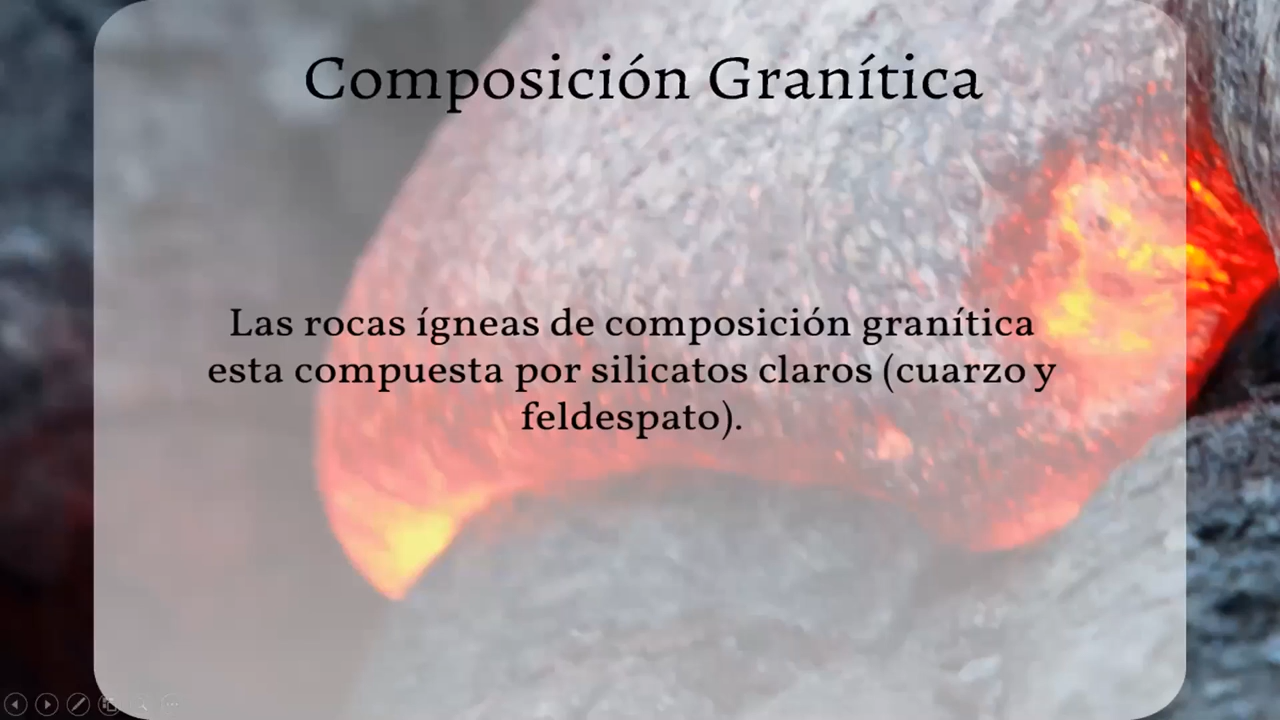 Composición Granítica
Las rocas ígneas de composición granítica
esta compuesta por silicatos claros (cuarzo y
feldespato).